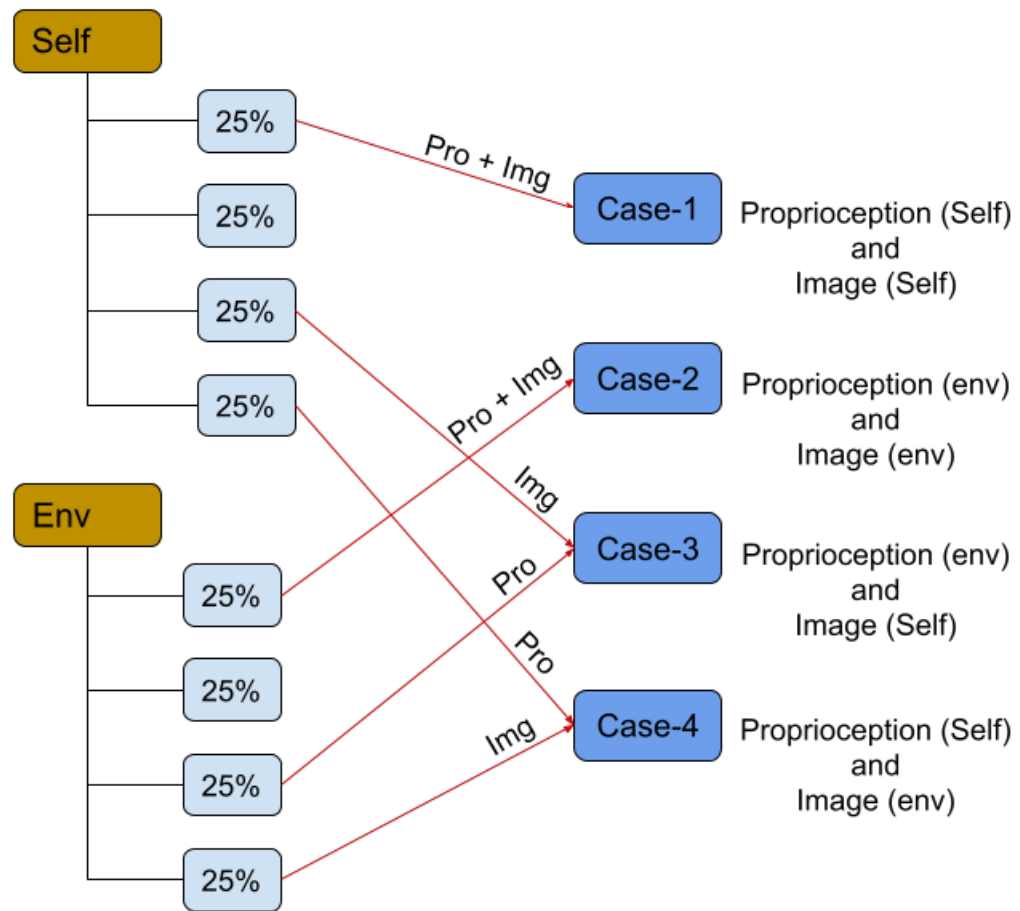 Self
25%
25%
25%
25%
Env
25%
25%
25%
25%
Pro + Img
Pro + Img
Img
Pro
Pro
Img
Case-1
Proprioception (Self)
and
Image (Self)
Case-2
Proprioception (env)
and
Image (env)
Case-3
Proprioception (env)
and
Image (Self)
Case-4
Proprioception (Self)
and
Image (env)